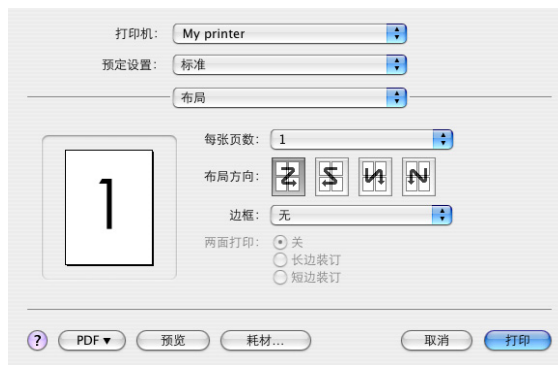 打印机: My printer
预定设置: 标准
布局
每张页数: 1
布局方向:
边框: 无
两面打印: 关
长边装订
短边装订
1
? PDF▼ 预览 耗材... 取消 打印